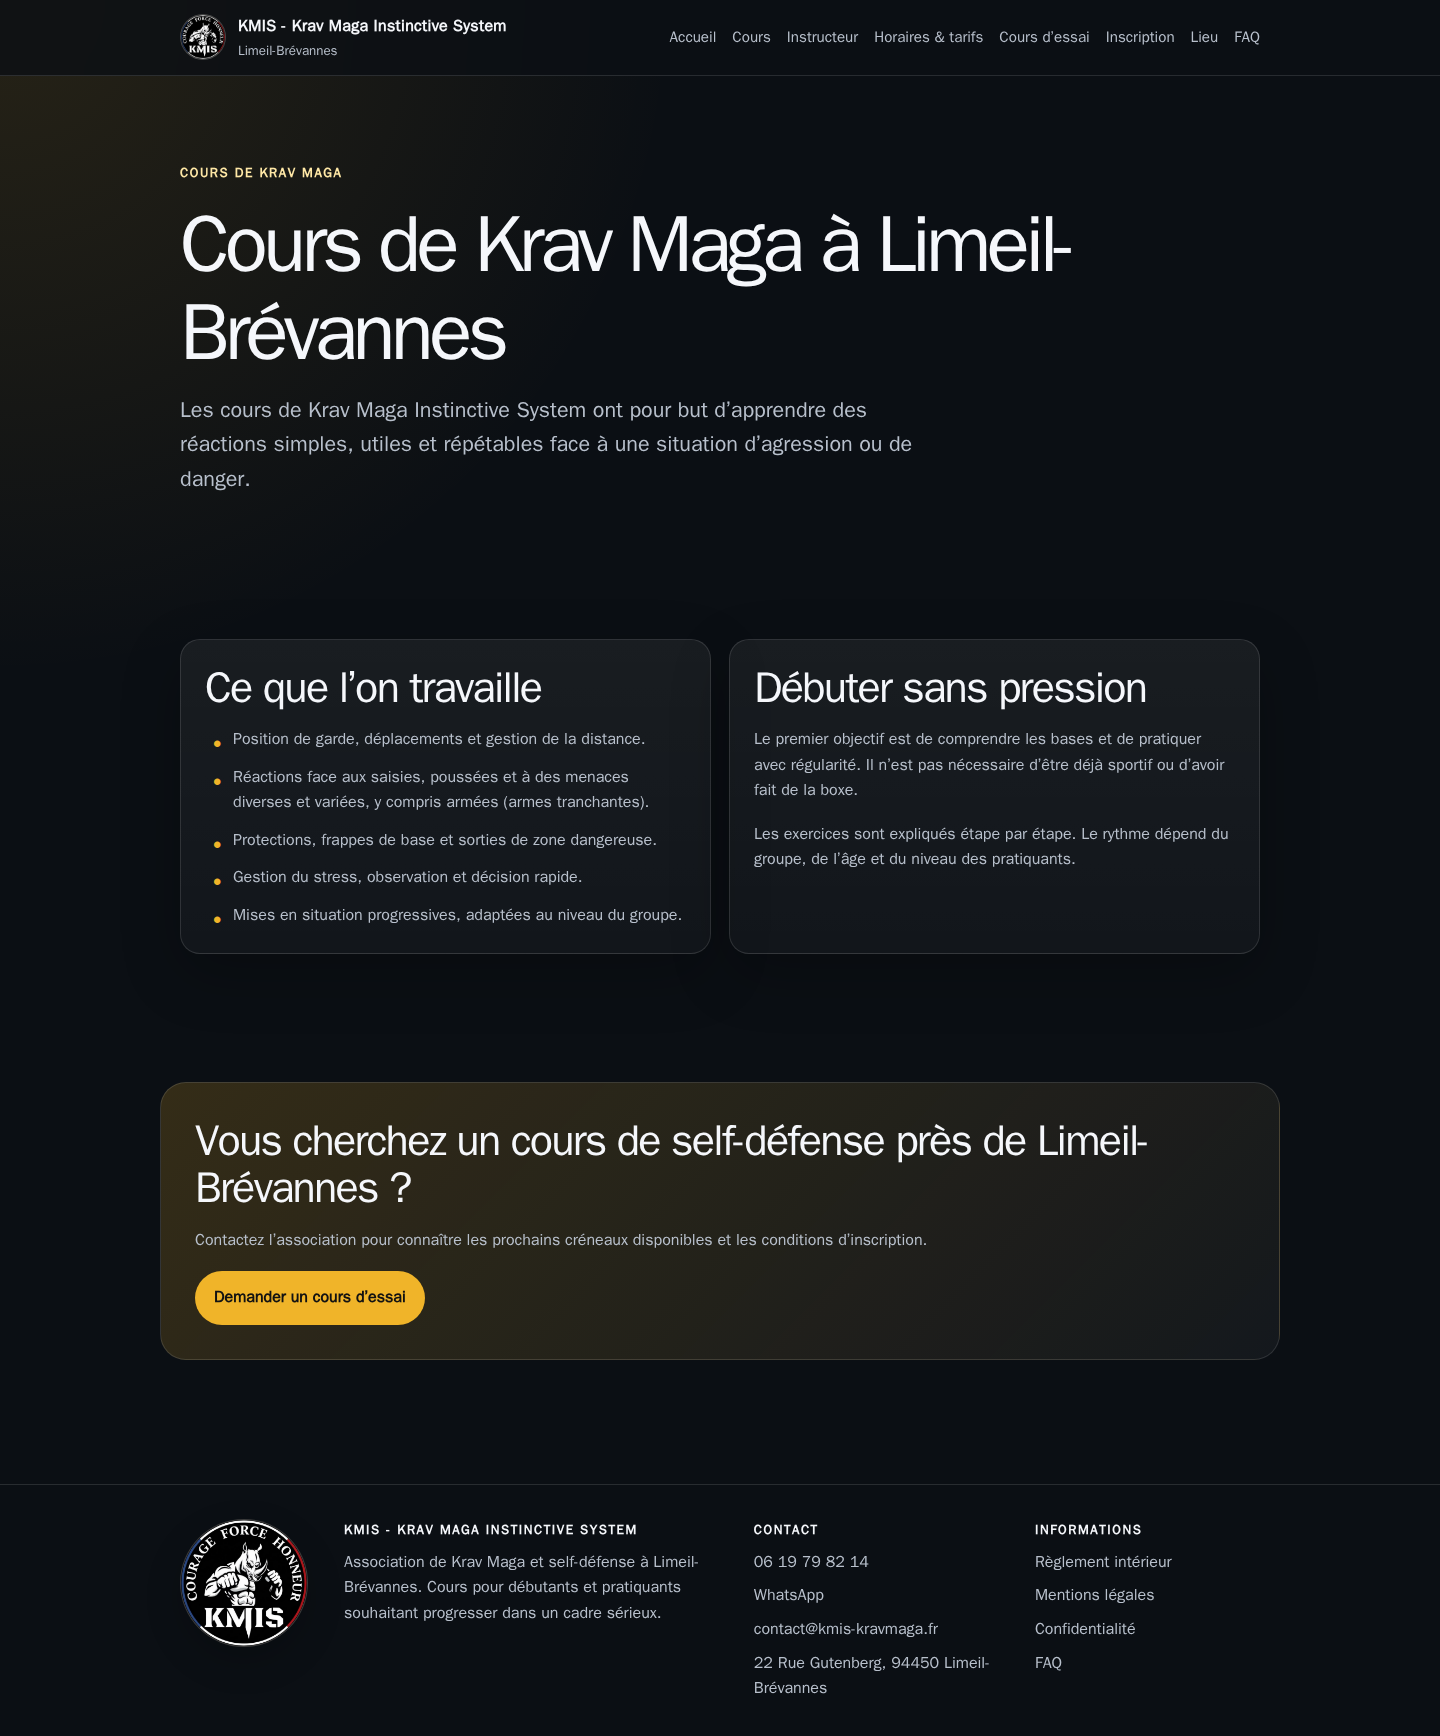 KMIS - Krav Maga Instinctive System
Limeil-Brévannes
Accueil Cours Instructeur Horaires & tarifs Cours d’essai Inscription Lieu FAQ
COURS DE KRAV MAGA
Cours de Krav Maga à Limeil-
Brévannes
Les cours de Krav Maga Instinctive System ont pour but d’apprendre des
réactions simples, utiles et répétables face à une situation d’agression ou de
danger.
Ce que l’on travaille
Position de garde, déplacements et gestion de la distance.
Réactions face aux saisies, poussées et à des menaces
diverses et variées, y compris armées (armes tranchantes).
Protections, frappes de base et sorties de zone dangereuse.
Gestion du stress, observation et décision rapide.
Mises en situation progressives, adaptées au niveau du groupe.
Débuter sans pression
Le premier objectif est de comprendre les bases et de pratiquer
avec régularité. Il n’est pas nécessaire d’être déjà sportif ou d’avoir
fait de la boxe.
Les exercices sont expliqués étape par étape. Le rythme dépend du
groupe, de l’âge et du niveau des pratiquants.
Vous cherchez un cours de self-défense près de Limeil-
Brévannes ?
Contactez l’association pour connaître les prochains créneaux disponibles et les conditions d’inscription.
Demander un cours d’essai
COURAGE FORCE HONNEUR
KMIS
KMIS - KRAV MAGA INSTINCTIVE SYSTEM
Association de Krav Maga et self-défense à Limeil-
Brévannes. Cours pour débutants et pratiquants
souhaitant progresser dans un cadre sérieux.
CONTACT
06 19 79 82 14
WhatsApp
contact@kmis-kravmaga.fr
22 Rue Gutenberg, 94450 Limeil-
Brévannes
INFORMATIONS
Règlement intérieur
Mentions légales
Confidentialité
FAQ